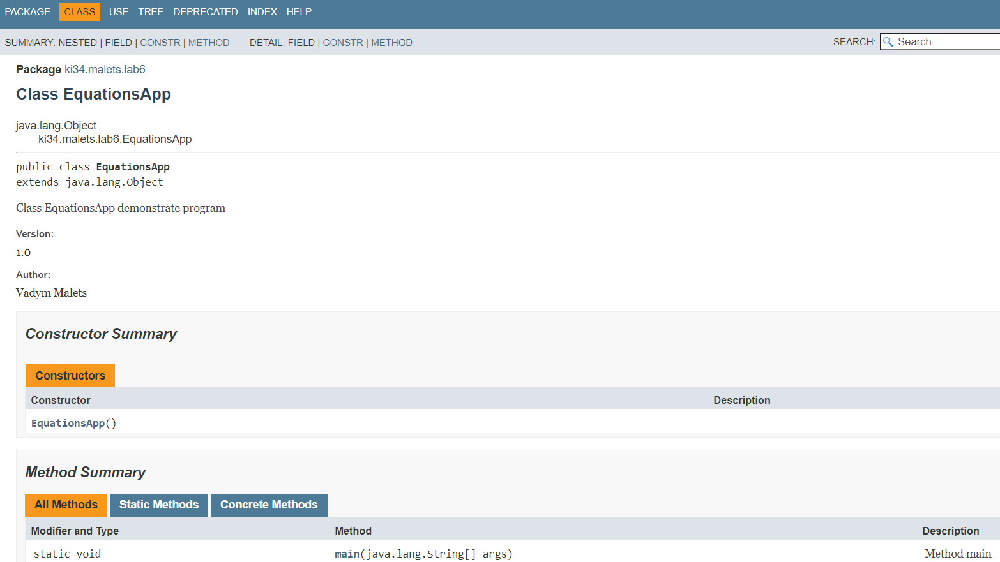 PACKAGE CLASS USE TREE DEPRECATED INDEX HELP
SUMMARY: NESTED | FIELD | CONSTR | METHOD DETAIL: FIELD | CONSTR | METHOD SEARCH: Search
Package ki34.malets.lab6
Class EquationsApp
java.lang.Object
ki34.malets.lab6.EquationsApp
public class EquationsApp
extends java.lang.Object
Class EquationsApp demonstrate program
Version:
1.0
Author:
Vadym Malets
Constructor Summary
Constructors
Constructor Description
EquationsApp()
Method Summary
All Methods Static Methods Concrete Methods
Modifier and Type Method Description
static void main(java.lang.String[] args) Method main